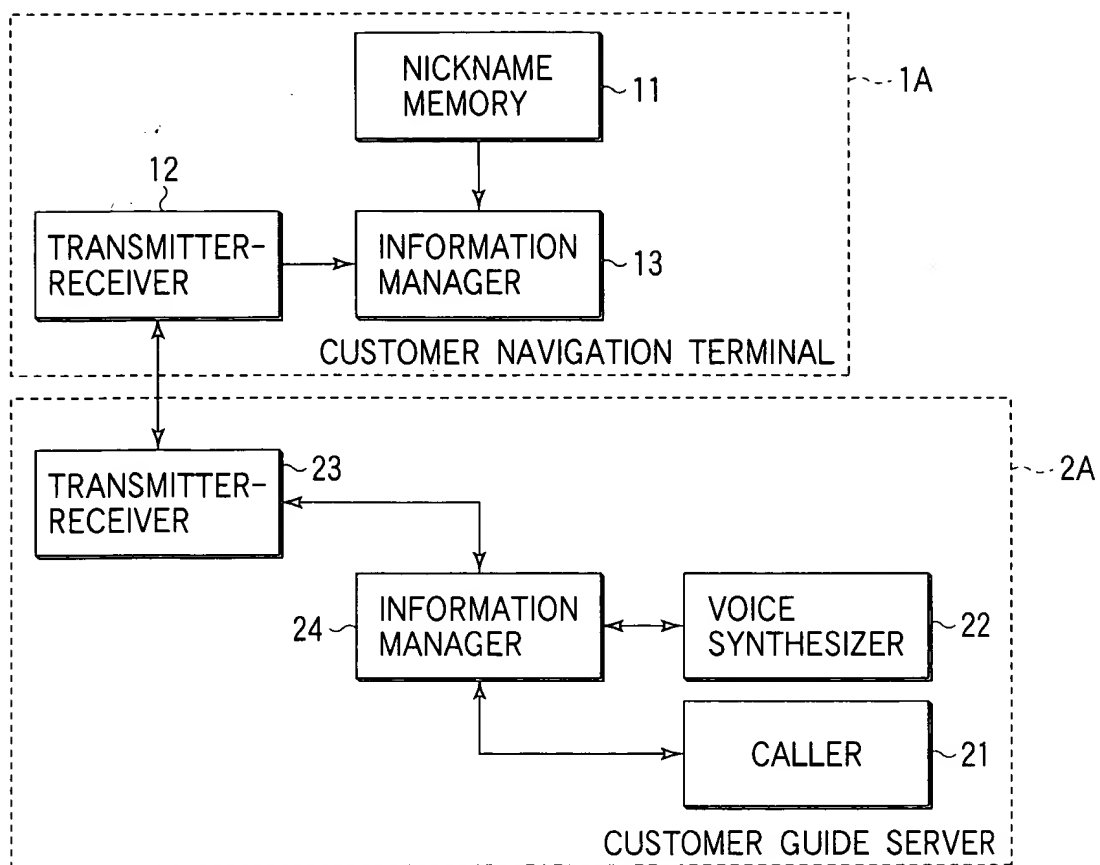 NICKNAME
MEMORY
11
1A
12
TRANSMITTER-
RECEIVER
INFORMATION
MANAGER
13
CUSTOMER NAVIGATION TERMINAL
TRANSMITTER-
RECEIVER
23
2A
24
INFORMATION
MANAGER
VOICE
SYNTHESIZER
22
CALLER
21
CUSTOMER GUIDE SERVER